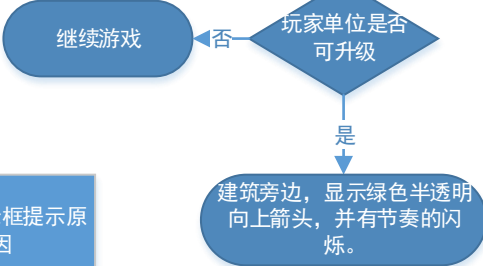 继续游戏
否
玩家单位是否
可升级
是
建筑旁边，显示绿色半透明
向上箭头，并有节奏的闪
烁。
框提示原
因